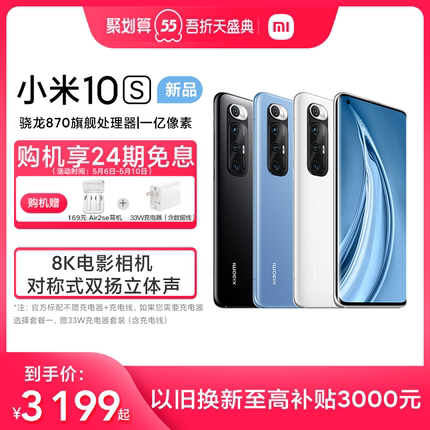 聚划算 55 吾折天盛典 mi
小米10 S 新品
骁龙870旗舰处理器|一亿像素
购机享24期免息
(活动时间：5月6日-5月10日)
购机赠
169元 Air2se耳机 + 33W充电器（含数据线）
8K电影相机
对称式双扬立体声
*注：官方标配不赠充电器+充电线，如果您需要充电器
选择套餐一，赠33W充电器套装（含充电线）
xiaomi
xiaomi
xiaomi
到手价：
¥3199起
以旧换新至高补贴3000元